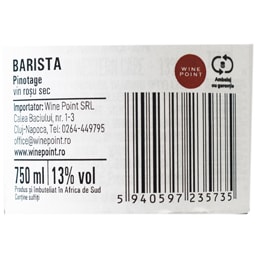 BARISTA
Pinotage
vin roșu sec
Importator: Wine Point SRL
Calea Baciului, nr. 1-3
Cluj-Napoca, Tel: 0264-449795
office@winepoint.ro
www.winepoint.ro
750 ml 13% vol
Produs și îmbuteliat în Africa de Sud
Conține sulfiți
WINE
POINT
Ambalaj
cu garanție
5 940597 235735